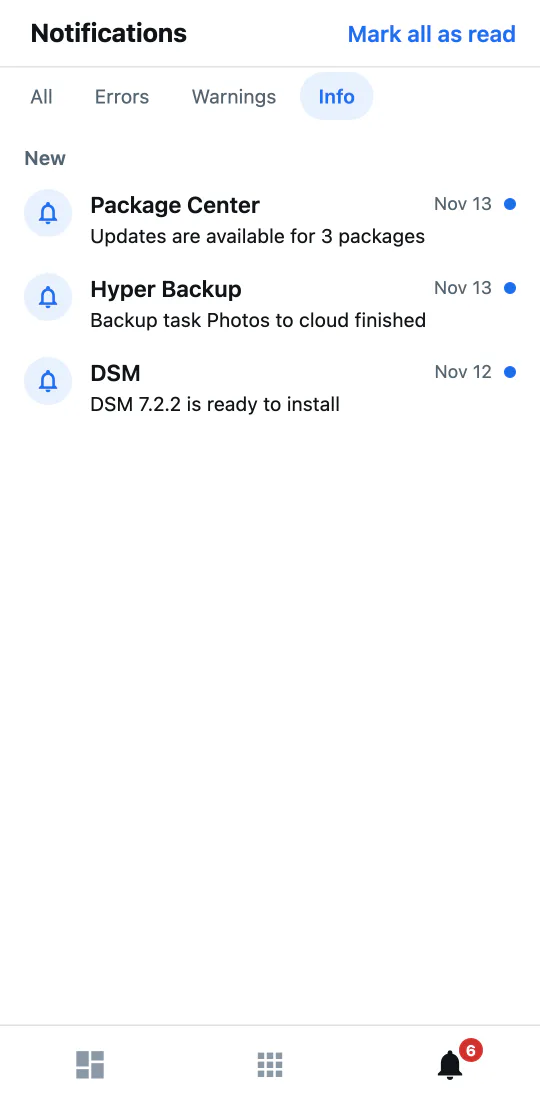 Notifications
Mark all as read
All
Errors
Warnings
Info
New
Package Center
Nov 13
Updates are available for 3 packages
Hyper Backup
Nov 13
Backup task Photos to cloud finished
DSM
Nov 12
DSM 7.2.2 is ready to install
6